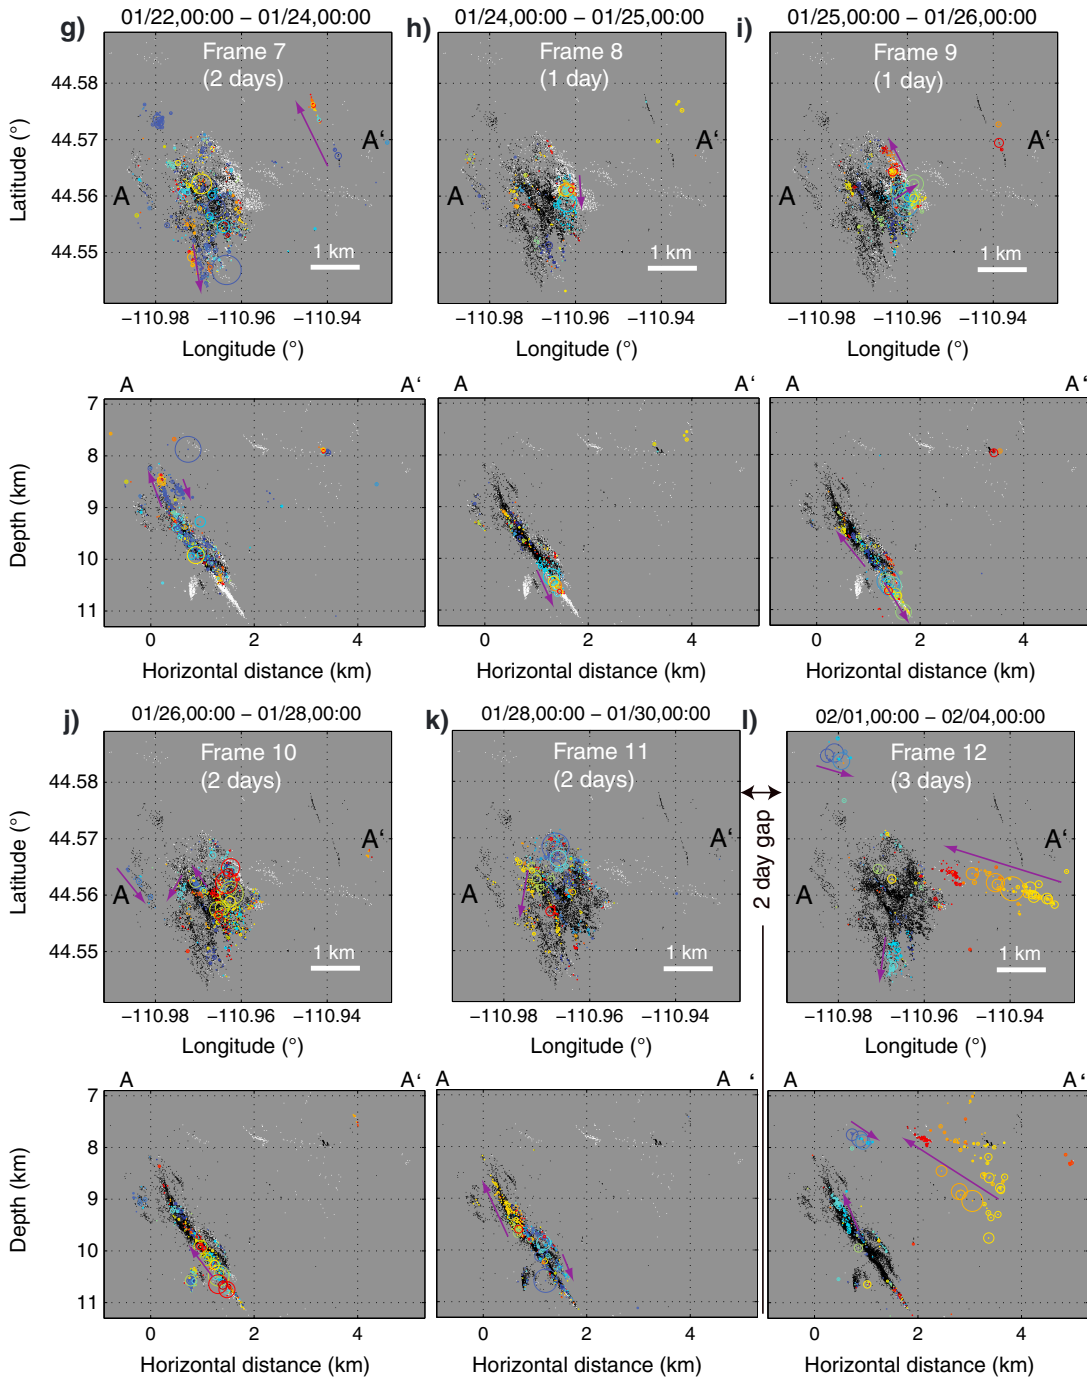 g) 01/22,00:00 − 01/24,00:00
h) 01/24,00:00 − 01/25,00:00
i) 01/25,00:00 − 01/26,00:00
Frame 7
(2 days)
Frame 8
(1 day)
Frame 9
(1 day)
44.58
44.57
44.56
44.55
Latitude (°)
A
A‘
A
A‘
A
A‘
1 km
1 km
1 km
−110.98 −110.96 −110.94
−110.98 −110.96 −110.94
−110.98 −110.96 −110.94
Longitude (°)
Longitude (°)
Longitude (°)
A A‘
A A‘
A A‘
7
8
9
10
11
Depth (km)
0 2 4
0 2 4
0 2 4
Horizontal distance (km)
Horizontal distance (km)
Horizontal distance (km)
j) 01/26,00:00 − 01/28,00:00
k) 01/28,00:00 − 01/30,00:00
l) 02/01,00:00 − 02/04,00:00
Frame 10
(2 days)
Frame 11
(2 days)
Frame 12
(3 days)
2 day gap
44.58
44.57
44.56
44.55
Latitude (°)
A
A‘
A
A‘
A
A‘
1 km
1 km
1 km
−110.98 −110.96 −110.94
−110.98 −110.96 −110.94
−110.98 −110.96 −110.94
Longitude (°)
Longitude (°)
Longitude (°)
A A‘
A A ‘
A A‘
7
8
9
10
11
Depth (km)
0 2 4
0 2 4
0 2 4
Horizontal distance (km)
Horizontal distance (km)
Horizontal distance (km)